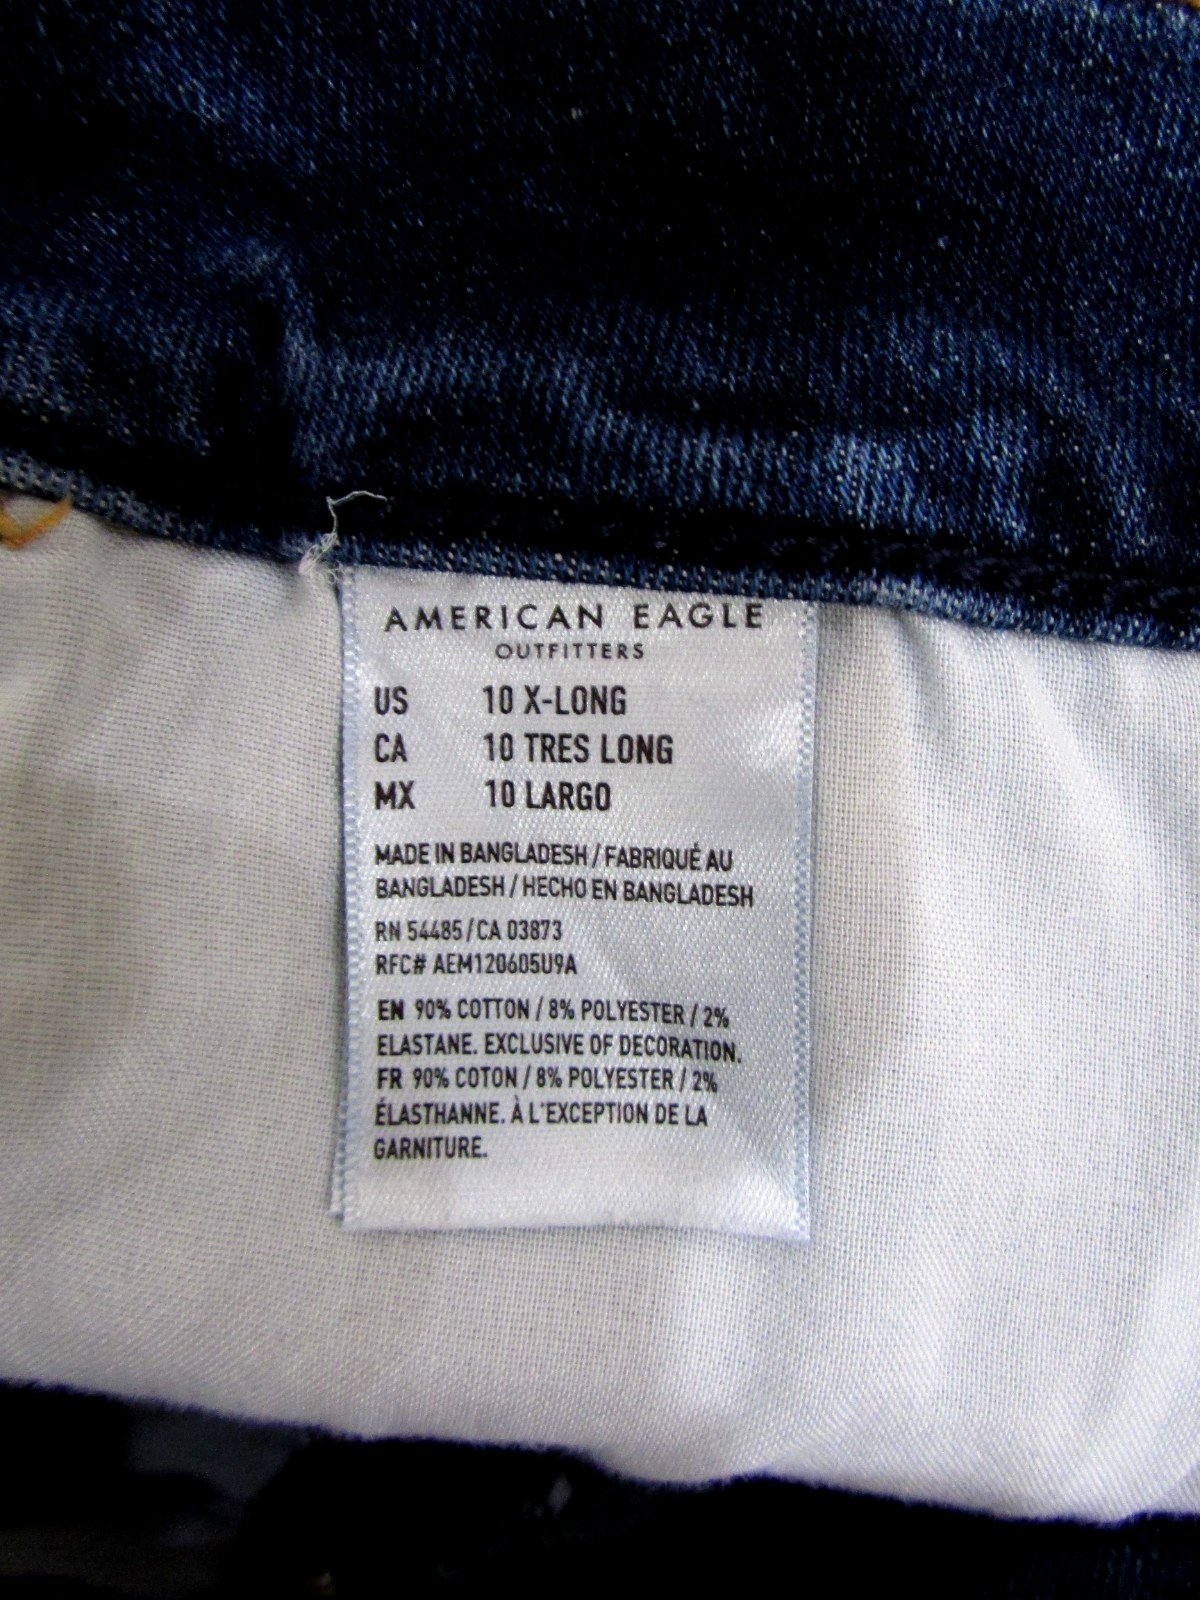 AMERICAN EAGLE
OUTFITTERS
US 10 X-LONG
CA 10 TRES LONG
MX 10 LARGO
MADE IN BANGLADESH / FABRIQUÉ AU
BANGLADESH / HECHO EN BANGLADESH
RN 54485 / CA 03873
RFC# AEM120605U9A
EN 90% COTTON / 8% POLYESTER / 2%
ELASTANE. EXCLUSIVE OF DECORATION.
FR 90% COTON / 8% POLYESTER / 2%
ÉLASTHANNE. À L'EXCEPTION DE LA
GARNITURE.